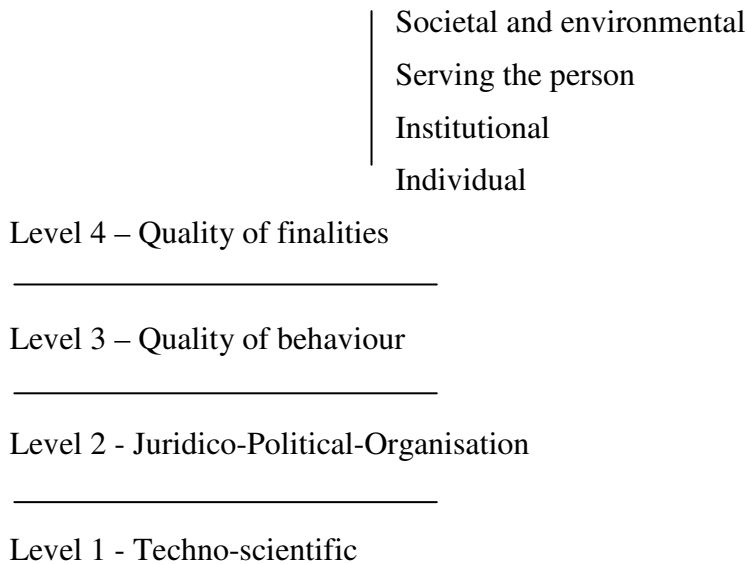 Societal and environmental
Serving the person
Institutional
Individual
Level 4 – Quality of finalities
Level 3 – Quality of behaviour
Level 2 - Juridico-Political-Organisation
Level 1 - Techno-scientific